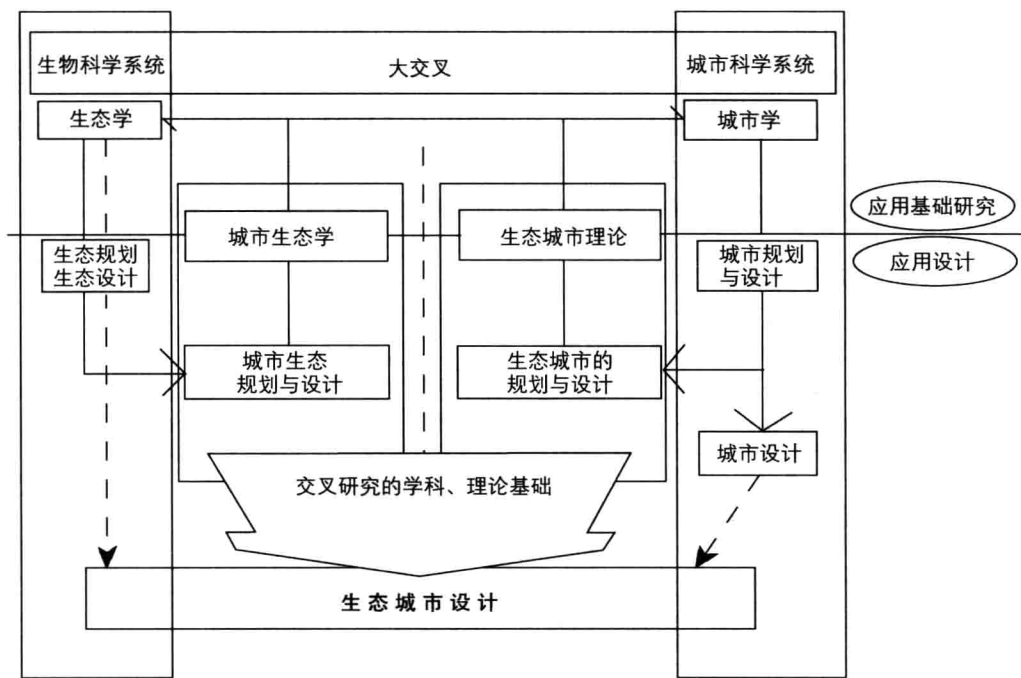 生物科学系统
大交叉
城市科学系统
生态学
城市学
应用基础研究
城市生态学
生态城市理论
生态规划
生态设计
城市规划
与设计
应用设计
城市生态
规划与设计
生态城市的
规划与设计
城市设计
交叉研究的学科、理论基础
生态城市设计